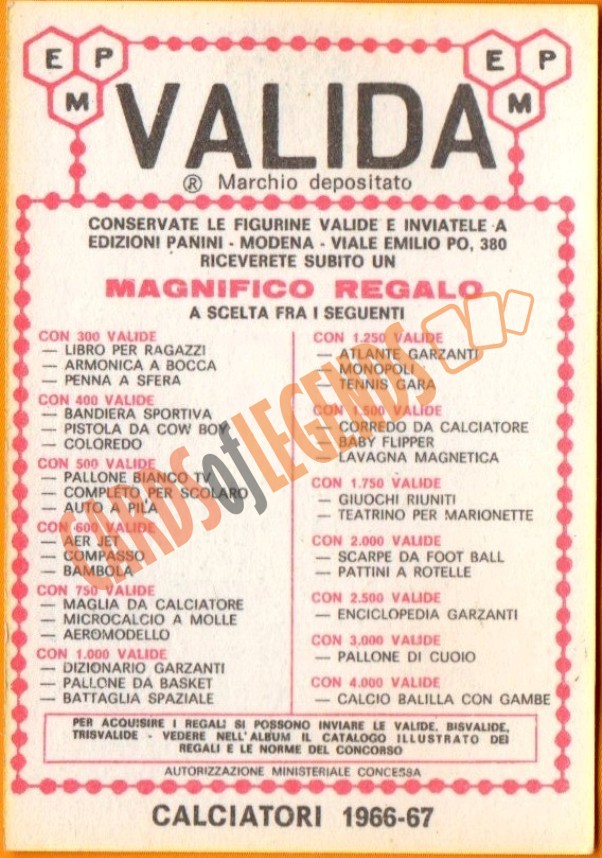 E P M
E P M
VALIDA
® Marchio depositato
CONSERVATE LE FIGURINE VALIDE E INVIATELE A
EDIZIONI PANINI - MODENA - VIALE EMILIO PO, 380
RICEVERETE SUBITO UN
MAGNIFICO REGALO
A SCELTA FRA I SEGUENTI
CON 300 VALIDE
— LIBRO PER RAGAZZI
— ARMONICA A BOCCA
— PENNA A SFERA
CON 400 VALIDE
— BANDIERA SPORTIVA
— PISTOLA DA COW BOY
— COLOREDO
CON 500 VALIDE
— PALLONE BIANCO TV
— COMPLETO PER SCOLARO
— AUTO A PILA
CON 600 VALIDE
— AER JET
— COMPASSO
— BAMBOLA
CON 750 VALIDE
— MAGLIA DA CALCIATORE
— MICROCALCIO A MOLLE
— AEROMODELLO
CON 1.000 VALIDE
— DIZIONARIO GARZANTI
— PALLONE DA BASKET
— BATTAGLIA SPAZIALE
CON 1.250 VALIDE
— ATLANTE GARZANTI
— MONOPOLI
— TENNIS GARA
CON 1.500 VALIDE
— CORREDO DA CALCIATORE
— BABY FLIPPER
— LAVAGNA MAGNETICA
CON 1.750 VALIDE
— GIUOCHI RIUNITI
— TEATRINO PER MARIONETTE
CON 2.000 VALIDE
— SCARPE DA FOOT BALL
— PATTINI A ROTELLE
CON 2.500 VALIDE
— ENCICLOPEDIA GARZANTI
CON 3.000 VALIDE
— PALLONE DI CUOIO
CON 4.000 VALIDE
— CALCIO BALILLA CON GAMBE
PER ACQUISIRE I REGALI SI POSSONO INVIARE LE VALIDE, BISVALIDE,
TRISVALIDE - VEDERE NELL'ALBUM IL CATALOGO ILLUSTRATO DEI
REGALI E LE NORME DEL CONCORSO
AUTORIZZAZIONE MINISTERIALE CONCESSA
CALCIATORI 1966-67
CARDS of LEGENDS